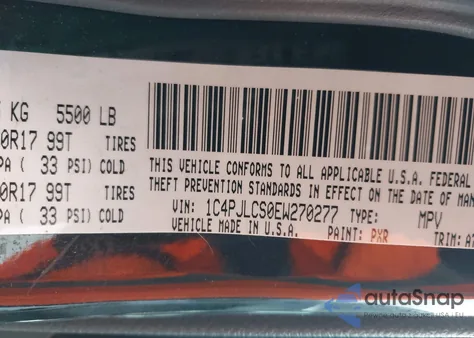 KG 5500 LB
0R17 99T TIRES
PA ( 33 PSI) COLD
0R17 99T TIRES
PA ( 33 PSI) COLD
THIS VEHICLE CONFORMS TO ALL APPLICABLE U.S.A. FEDERAL
THEFT PREVENTION STANDARDS IN EFFECT ON THE DATE OF MAN
VIN: 1C4PJLCS0EW270277 TYPE: MPV
VEHICLE MADE IN U.S.A. PAINT: PXR TRIM: A7
autoSnap